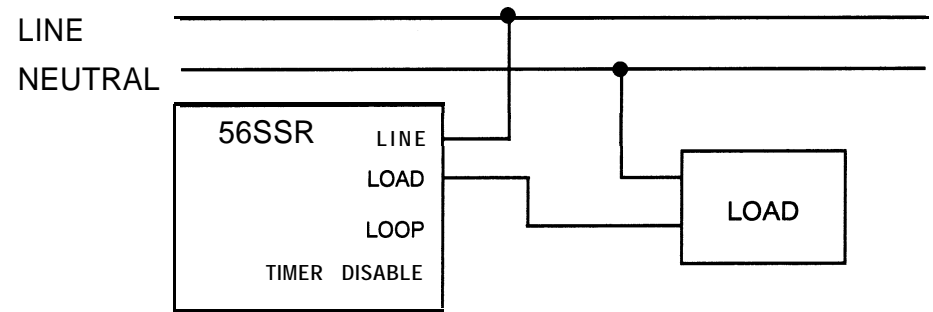 LINE
NEUTRAL
56SSR LINE
LOAD
LOOP
TIMER DISABLE
LOAD